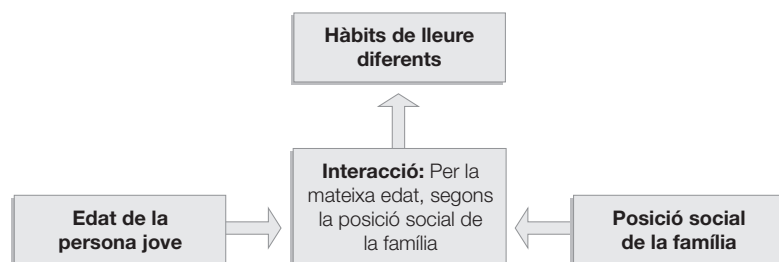 Hàbits de lleure
diferents
Interacció: Per la
mateixa edat, segons
la posició social de
la família
Edat de la
persona jove
Posició social
de la família